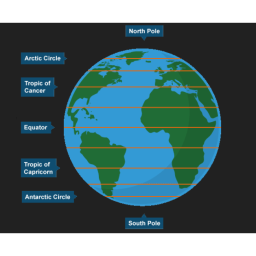 North Pole
Arctic Circle
Tropic of
Cancer
Equator
Tropic of
Capricorn
Antarctic Circle
South Pole